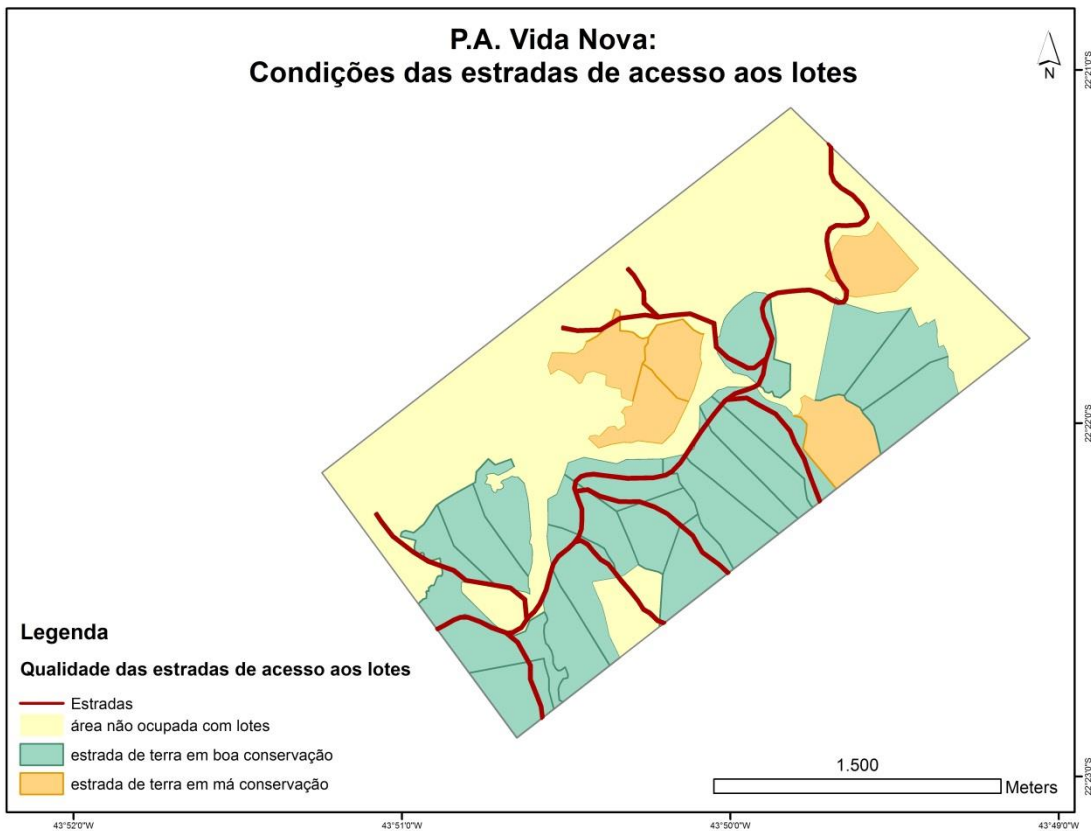 P.A. Vida Nova:
Condições das estradas de acesso aos lotes
N
22°21'0"S
22°22'0"S
22°23'0"S
Legenda
Qualidade das estradas de acesso aos lotes
Estradas
área não ocupada com lotes
estrada de terra em boa conservação
estrada de terra em má conservação
1.500
Meters
43°52'0"W
43°51'0"W
43°50'0"W
43°49'0"W